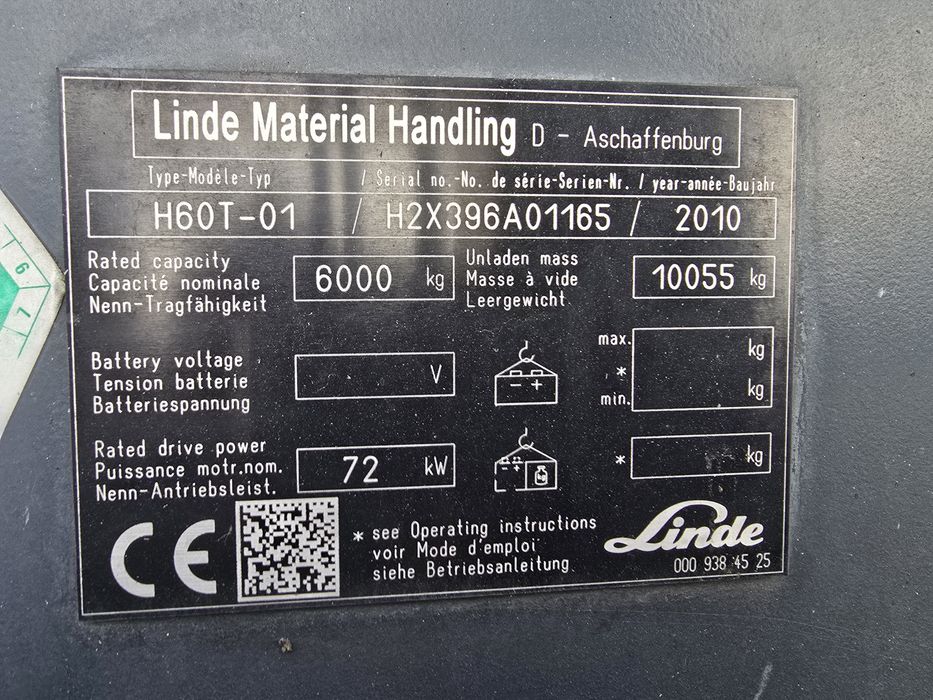 Linde Material Handling D - Aschaffenburg
Type-Modèle-Typ / Serial no.-No. de série-Serien-Nr. / year-année-Baujahr
H60T-01 / H2X396A01165 / 2010
Rated capacity
Capacité nominale
Nenn-Tragfähigkeit
6000 kg
Unladen mass
Masse à vide
Leergewicht
10055 kg
Battery voltage
Tension batterie
Batteriespannung
V
- +
max.
*
min.
kg
kg
Rated drive power
Puissance motr.nom.
Nenn-Antriebsleist.
72 kW
- +
kg
*
kg
CE
* see Operating instructions
voir Mode d'emploi
siehe Betriebsanleitung
Linde
000 938 45 25
6
7